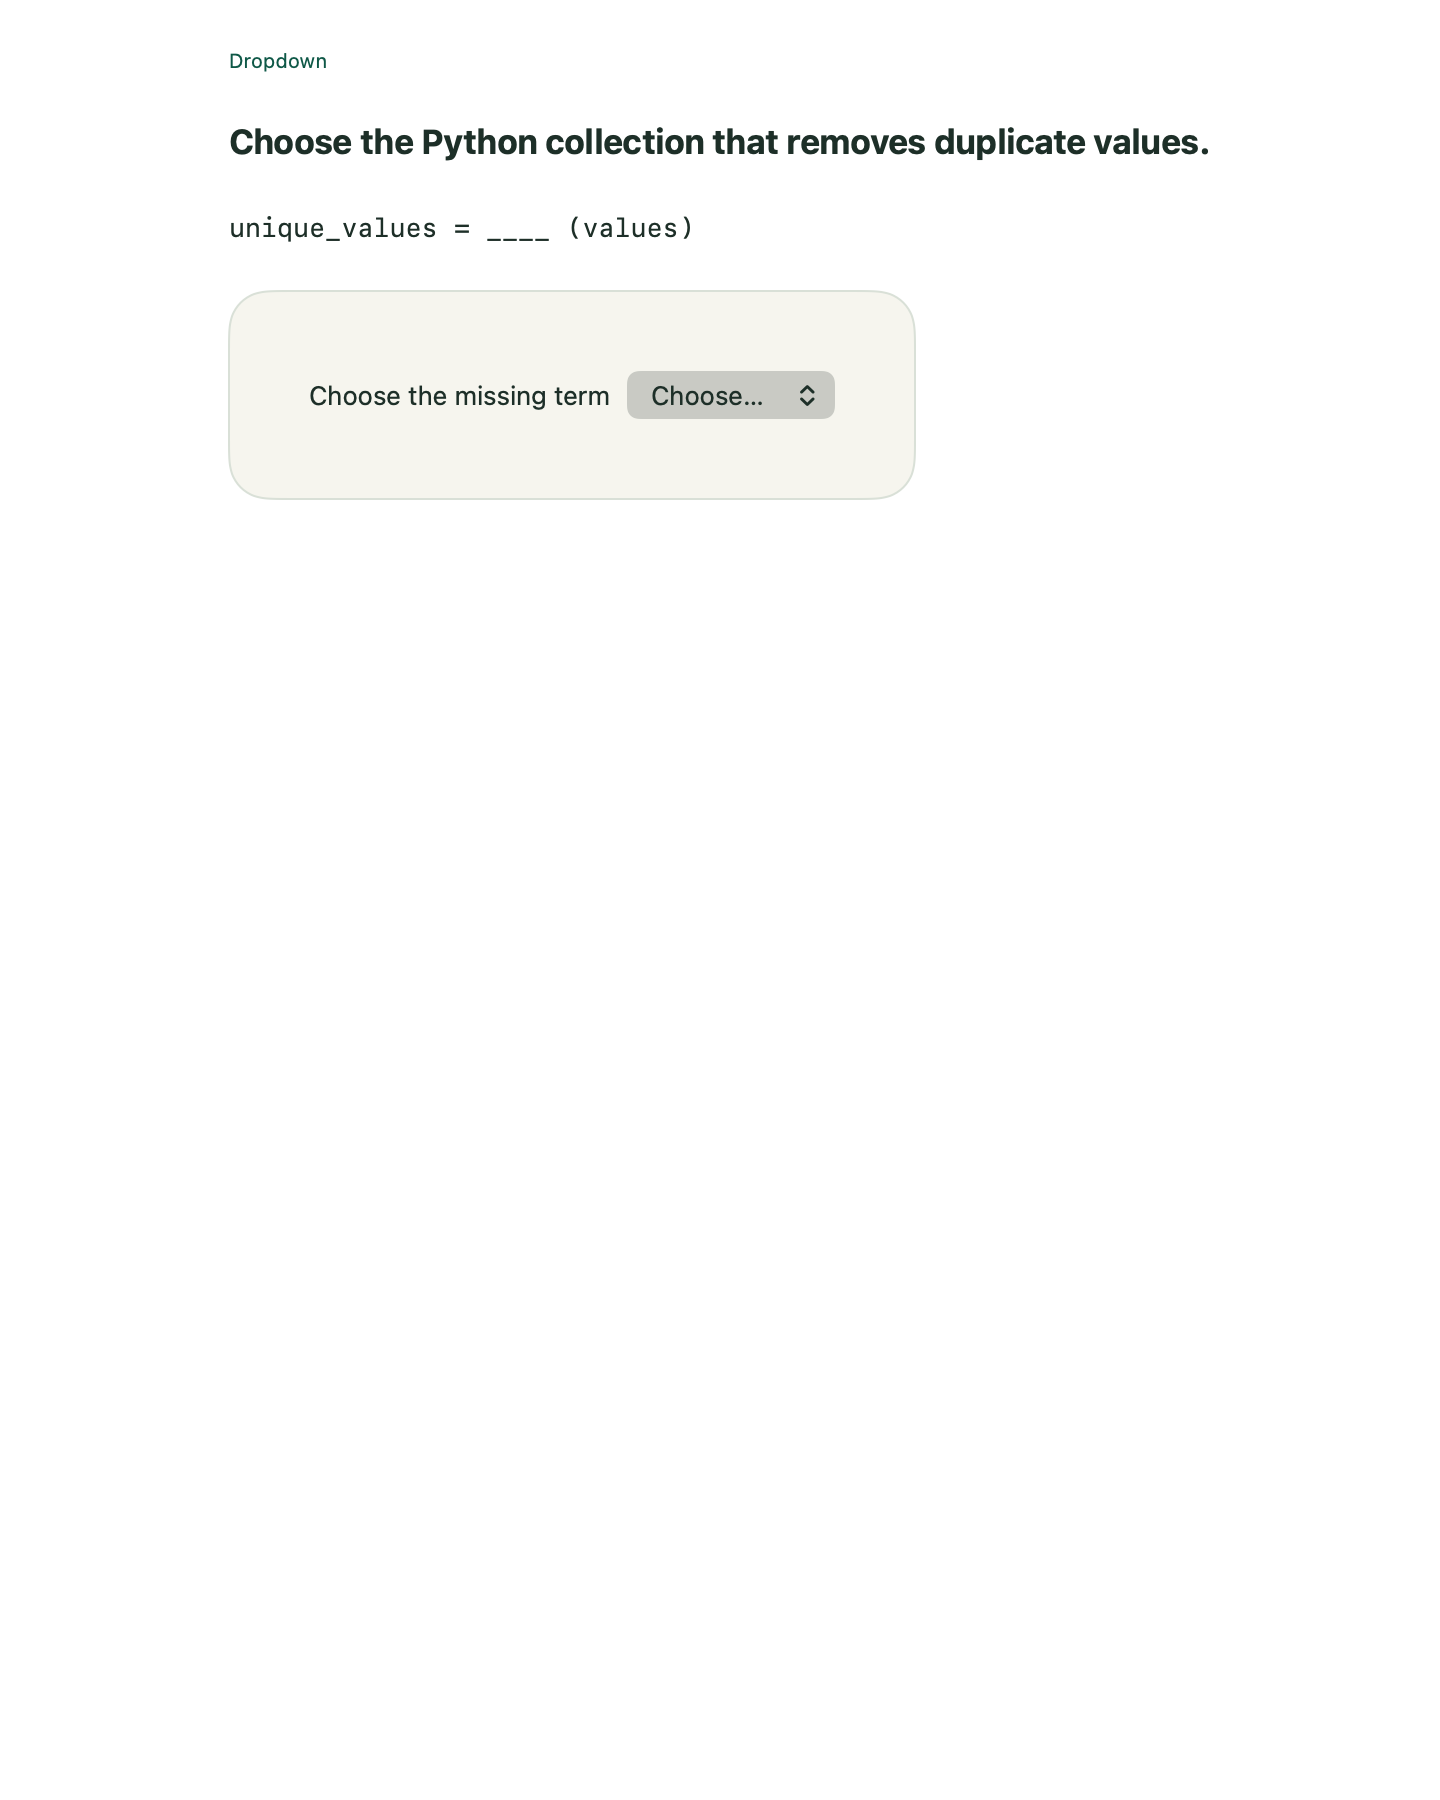 Dropdown
Choose the Python collection that removes duplicate values.
unique_values = ____ (values)
Choose the missing term Choose...